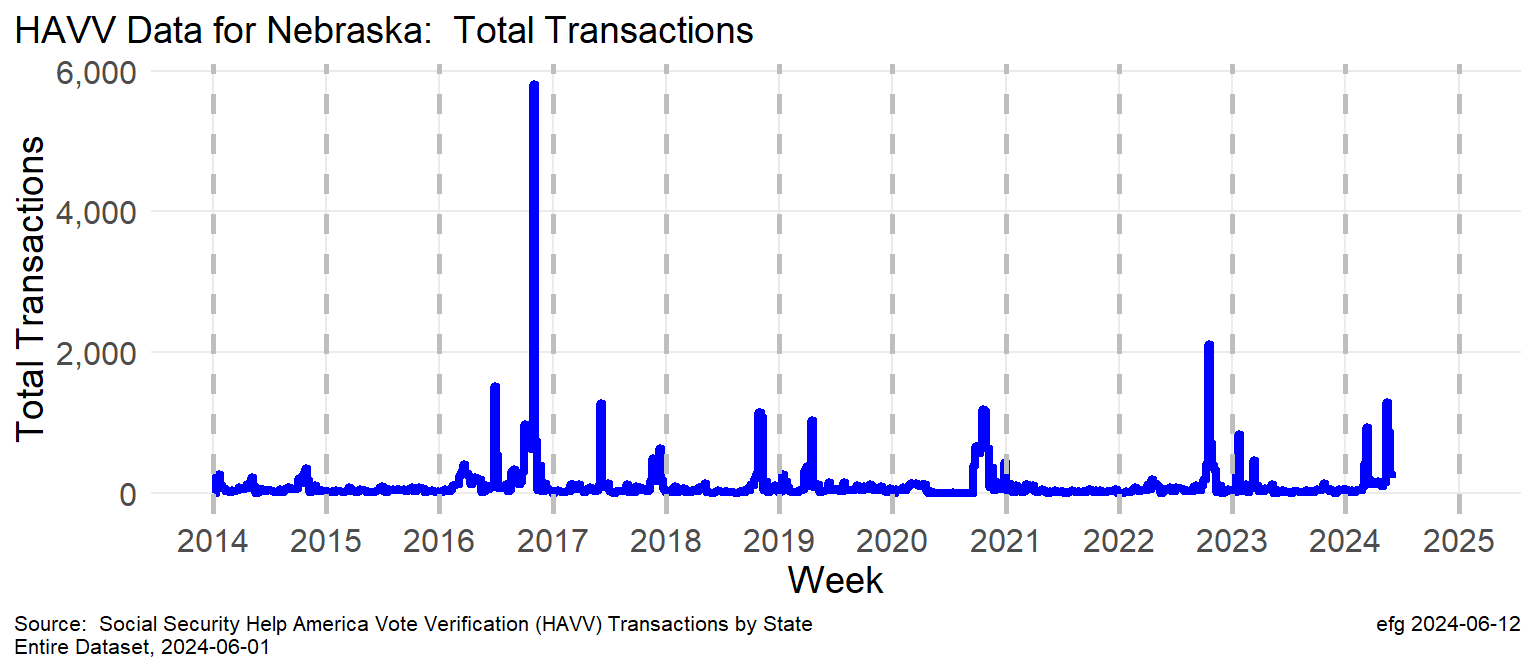 HAVV Data for Nebraska:  Total Transactions
Total Transactions
6,000
4,000
2,000
0
2014 2015 2016 2017 2018 2019 2020 2021 2022 2023 2024 2025
Week
Source:  Social Security Help America Vote Verification (HAVV) Transactions by State
Entire Dataset, 2024-06-01
efg 2024-06-12